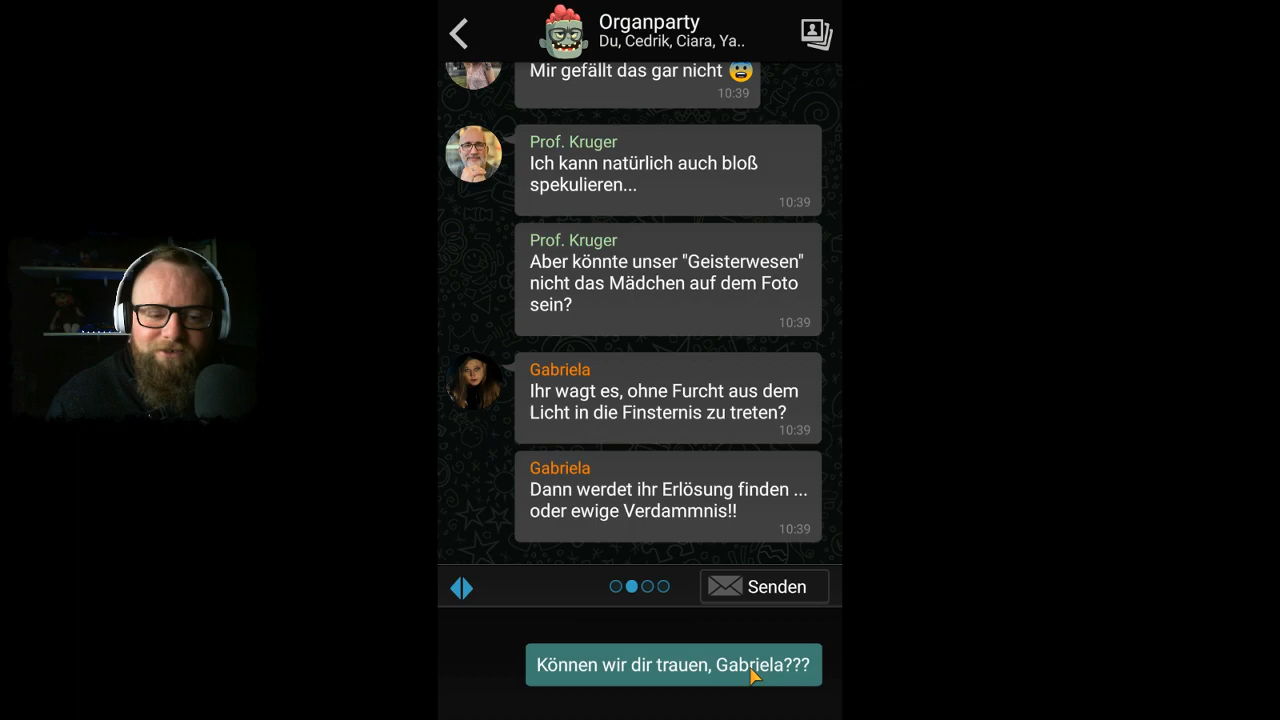 Organparty
Du, Cedrik, Ciara, Ya..
Mir gefällt das gar nicht 😨
10:39
Prof. Kruger
Ich kann natürlich auch bloß
spekulieren...
10:39
Prof. Kruger
Aber könnte unser "Geisterwesen"
nicht das Mädchen auf dem Foto
sein?
10:39
Gabriela
Ihr wagt es, ohne Furcht aus dem
Licht in die Finsternis zu treten?
10:39
Gabriela
Dann werdet ihr Erlösung finden ...
oder ewige Verdammnis!!
10:39
Senden
Können wir dir trauen, Gabriela???